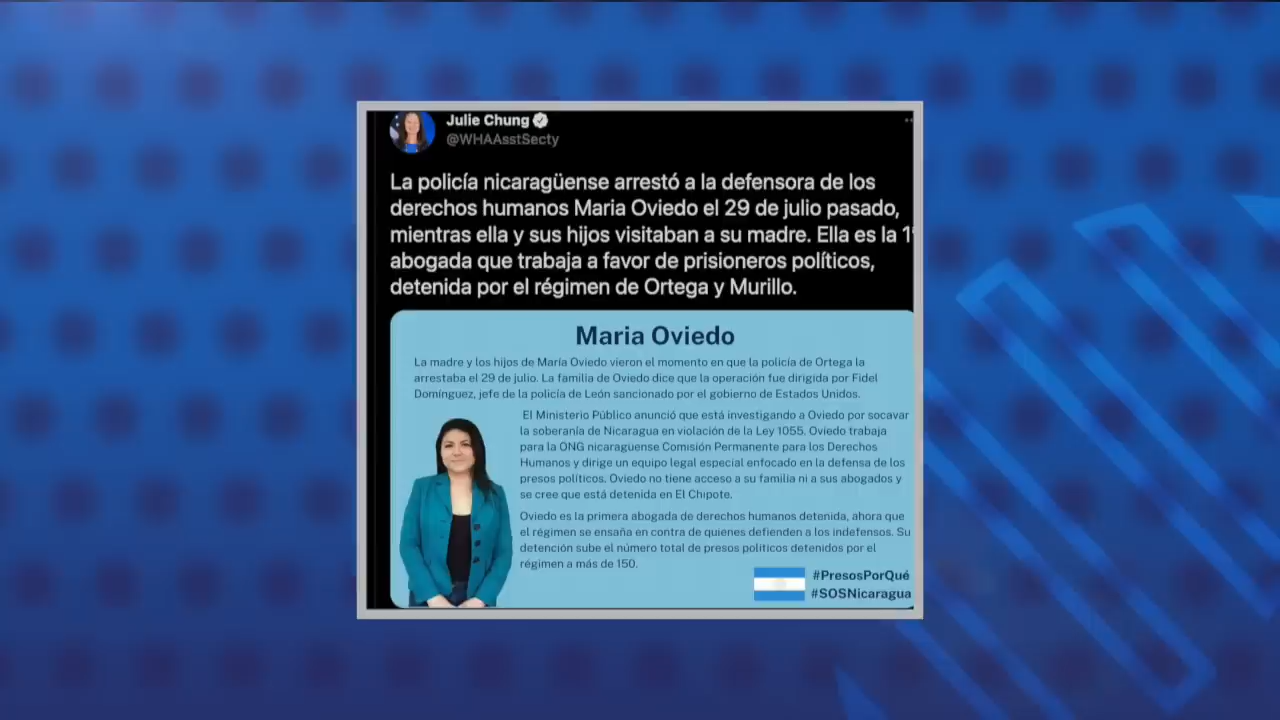 Julie Chung
@WHAAsstSecty
La policía nicaragüense arrestó a la defensora de los
derechos humanos Maria Oviedo el 29 de julio pasado,
mientras ella y sus hijos visitaban a su madre. Ella es la
abogada que trabaja a favor de prisioneros políticos,
detenida por el régimen de Ortega y Murillo.
Maria Oviedo
La madre y los hijos de María Oviedo vieron el momento en que la policía de Ortega la
arrestaba el 29 de julio. La familia de Oviedo dice que la operación fue dirigida por Fidel
Domínguez, jefe de la policía de León sancionado por el gobierno de Estados Unidos.
El Ministerio Público anunció que está investigando a Oviedo por socavar
la soberanía de Nicaragua en violación de la Ley 1055. Oviedo trabaja
para la ONG nicaragüense Comisión Permanente para los Derechos
Humanos y dirige un equipo legal especial enfocado en la defensa de los
presos políticos. Oviedo no tiene acceso a su familia ni a sus abogados y
se cree que está detenida en El Chipote.
Oviedo es la primera abogada de derechos humanos detenida, ahora que
el régimen se ensaña en contra de quienes defienden a los indefensos. Su
detención sube el número total de presos políticos detenidos por el
régimen a más de 150.
#PresosPorQué
#SOSNicaragua